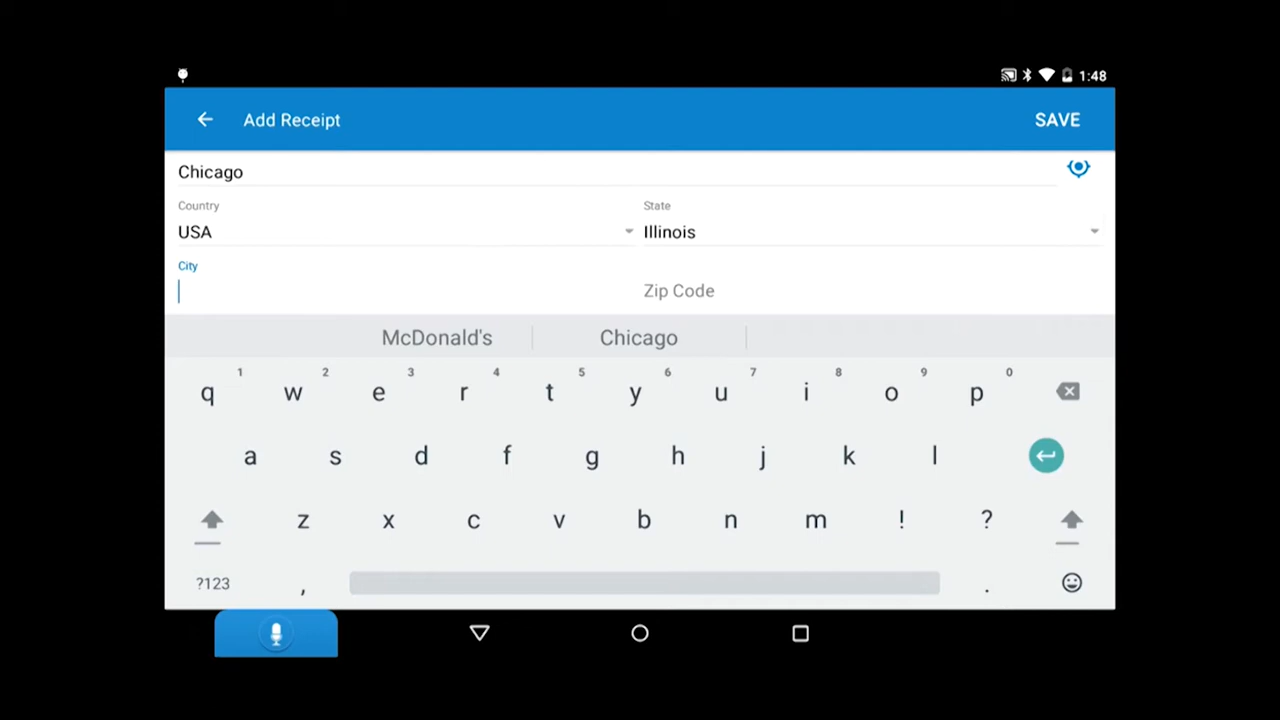 1:48
Add Receipt SAVE
Chicago
Country State
USA Illinois
City
Zip Code
McDonald's Chicago
1 2 3 4 5 6 7 8 9 0
q w e r t y u i o p
a s d f g h j k l
z x c v b n m ! ?
?123 , .